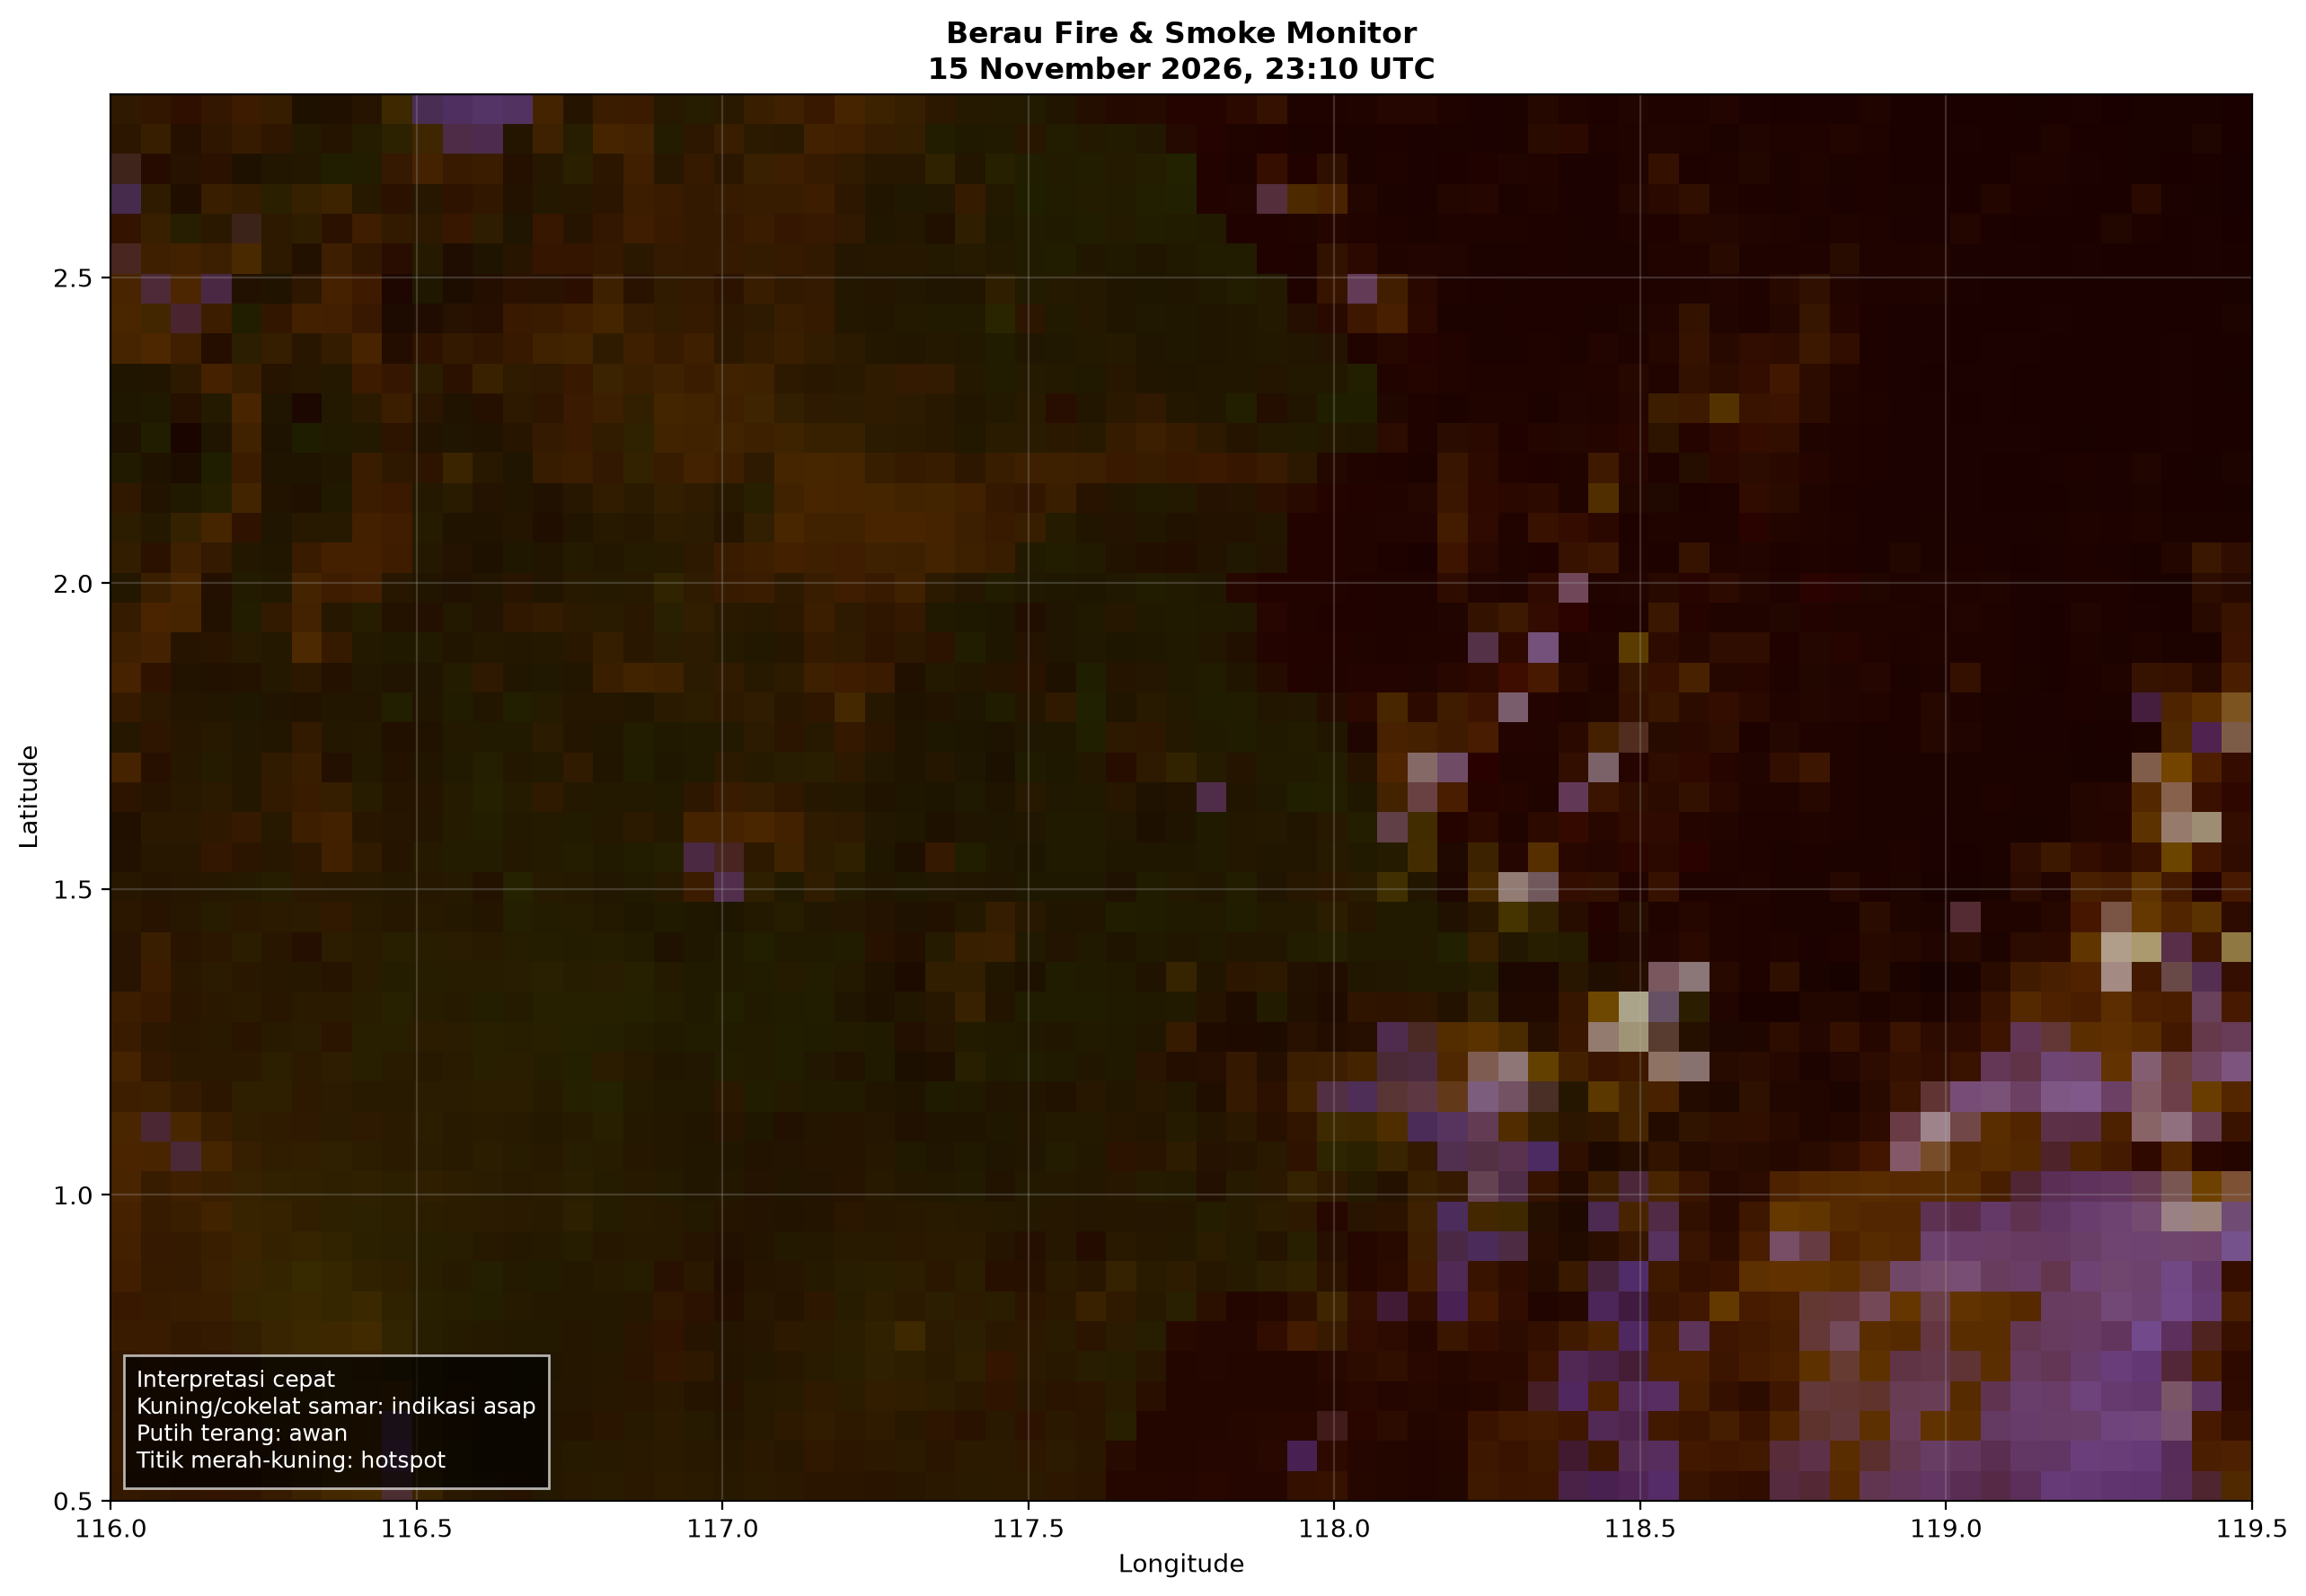 Berau Fire & Smoke Monitor
15 November 2026, 23:10 UTC
Latitude
2.5
2.0
1.5
1.0
0.5
Interpretasi cepat
Kuning/cokelat samar: indikasi asap
Putih terang: awan
Titik merah-kuning: hotspot
116.0 116.5 117.0 117.5 118.0 118.5 119.0 119.5
Longitude